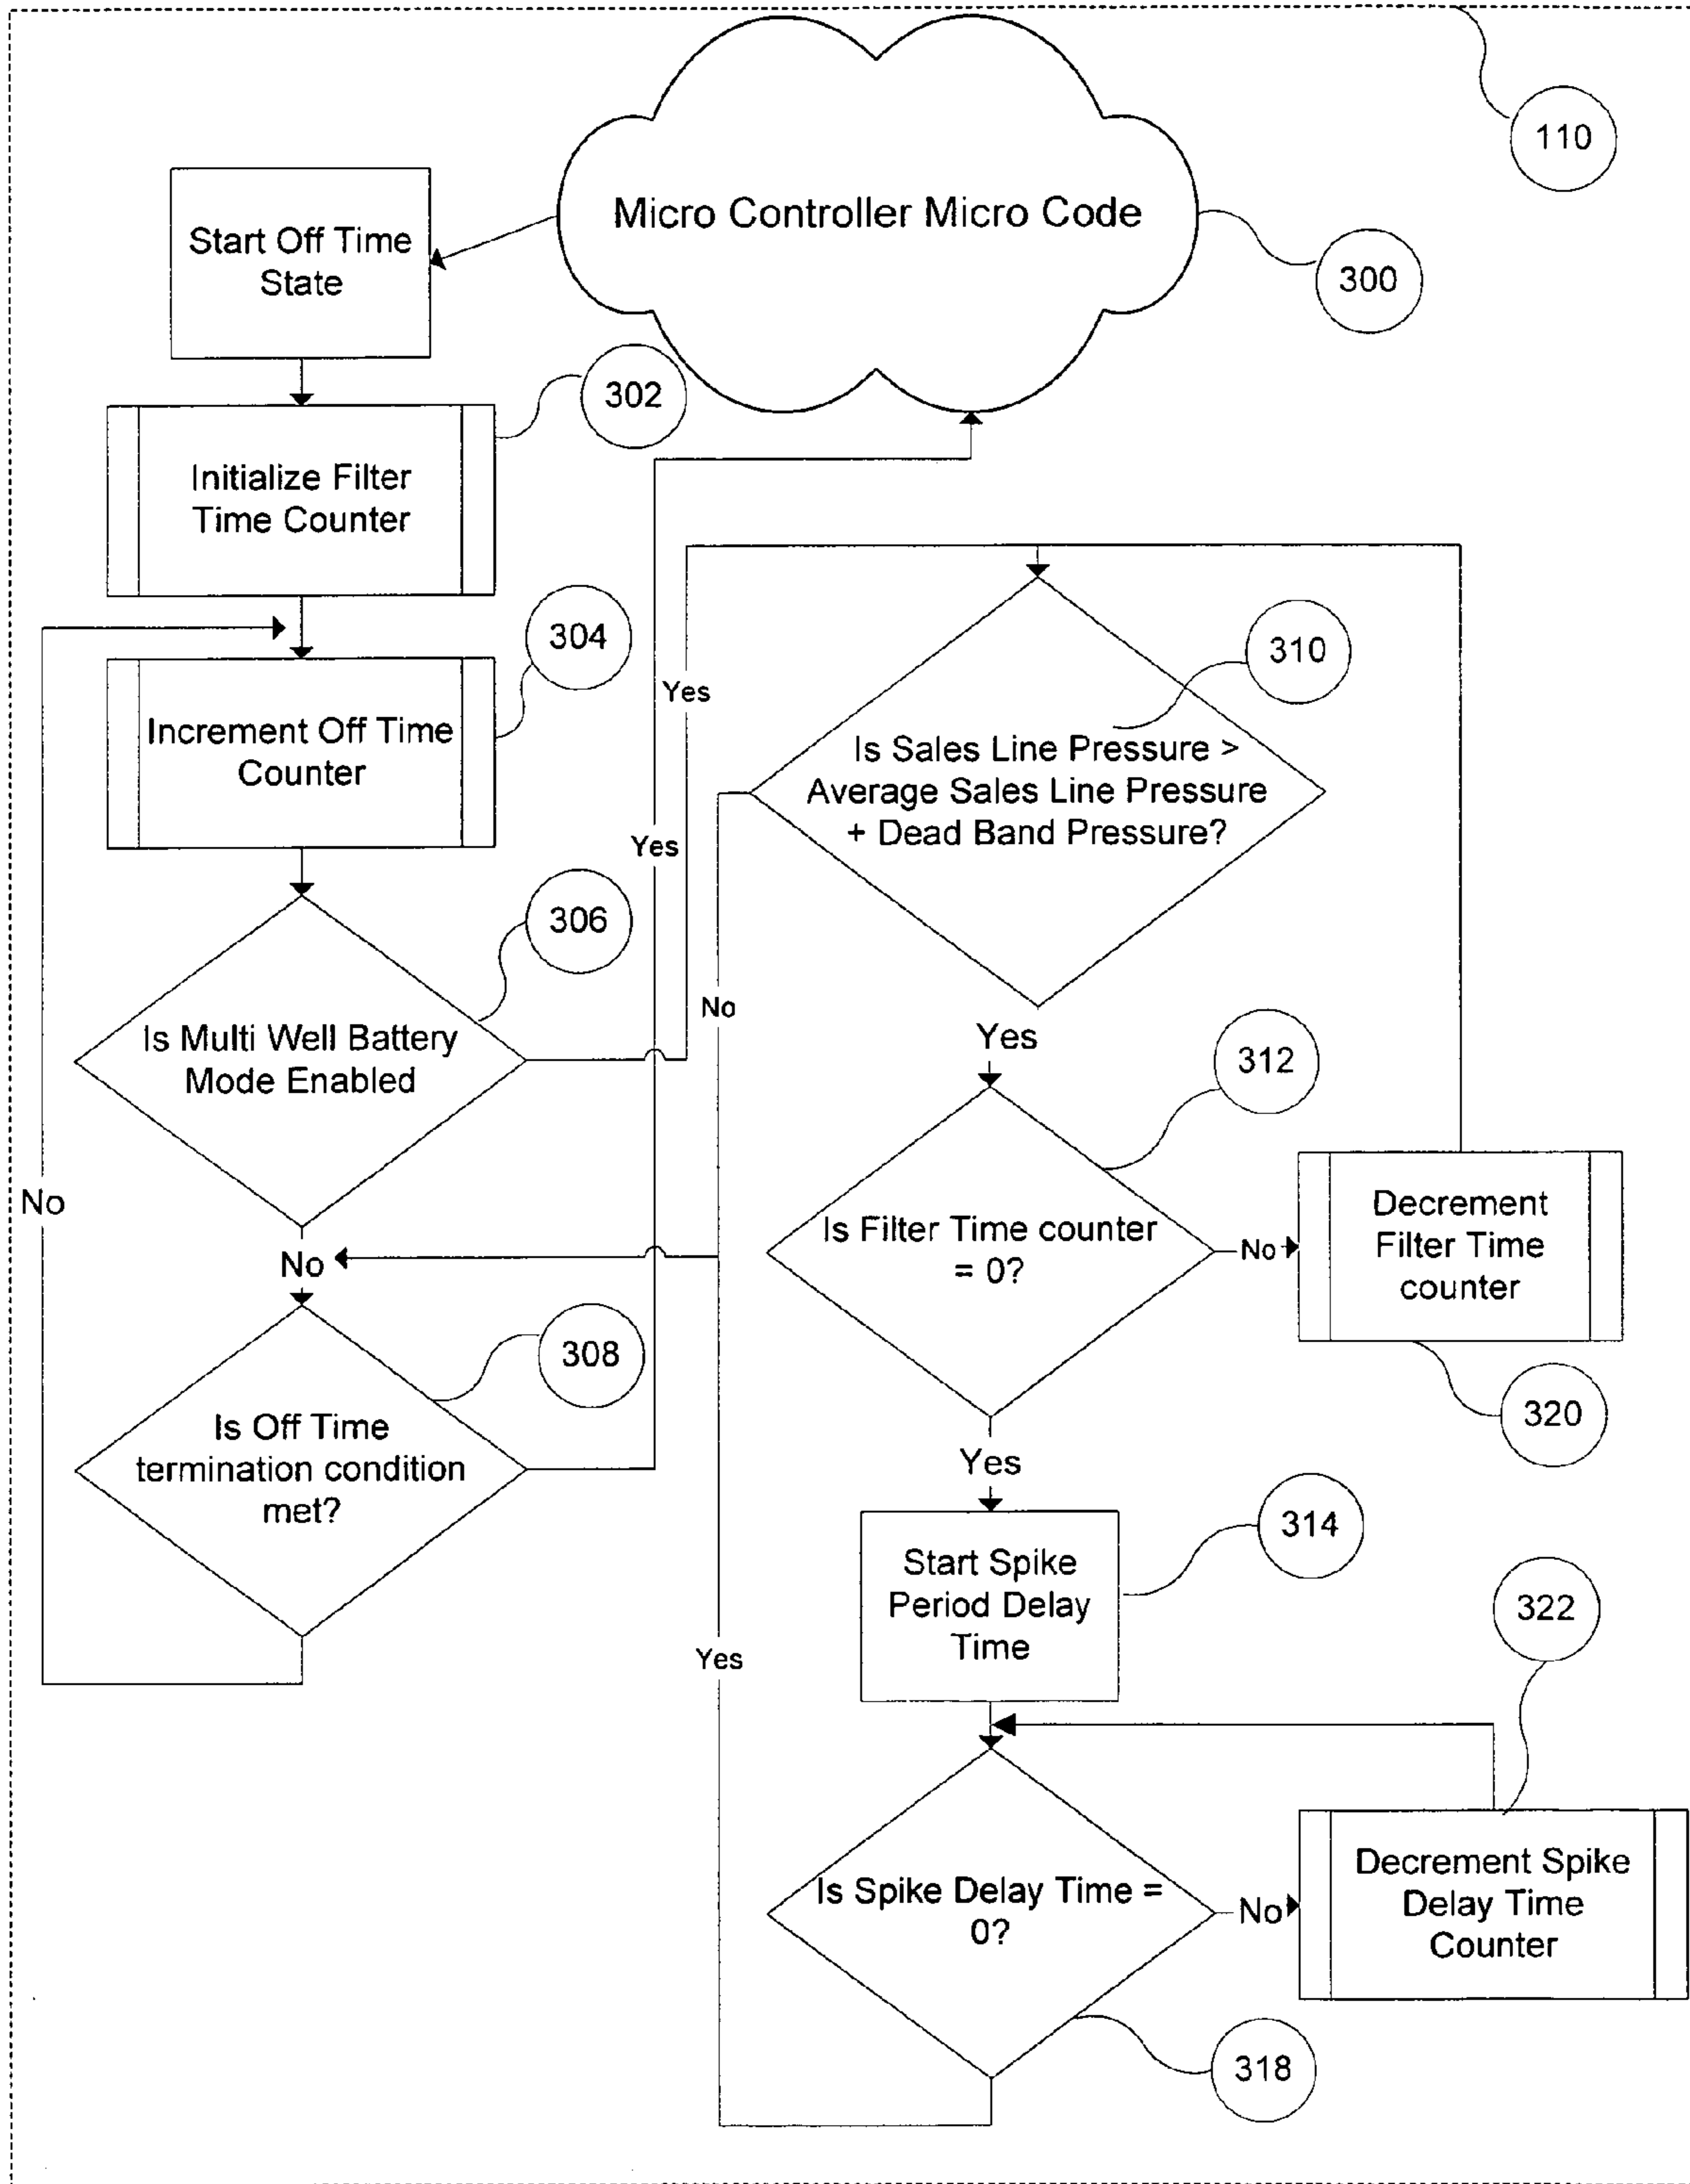 110
Micro Controller Micro Code
300
Start Off Time
State
302
Initialize Filter
Time Counter
304
Increment Off Time
Counter
306
Is Multi Well Battery
Mode Enabled
Yes
Yes
No
No
308
Is Off Time
termination condition
met?
310
Is Sales Line Pressure >
Average Sales Line Pressure
+ Dead Band Pressure?
No
Yes
312
Is Filter Time counter
= 0?
No
Decrement
Filter Time
counter
320
Yes
314
Start Spike
Period Delay
Time
322
Yes
Is Spike Delay Time =
0?
No
Decrement Spike
Delay Time
Counter
318